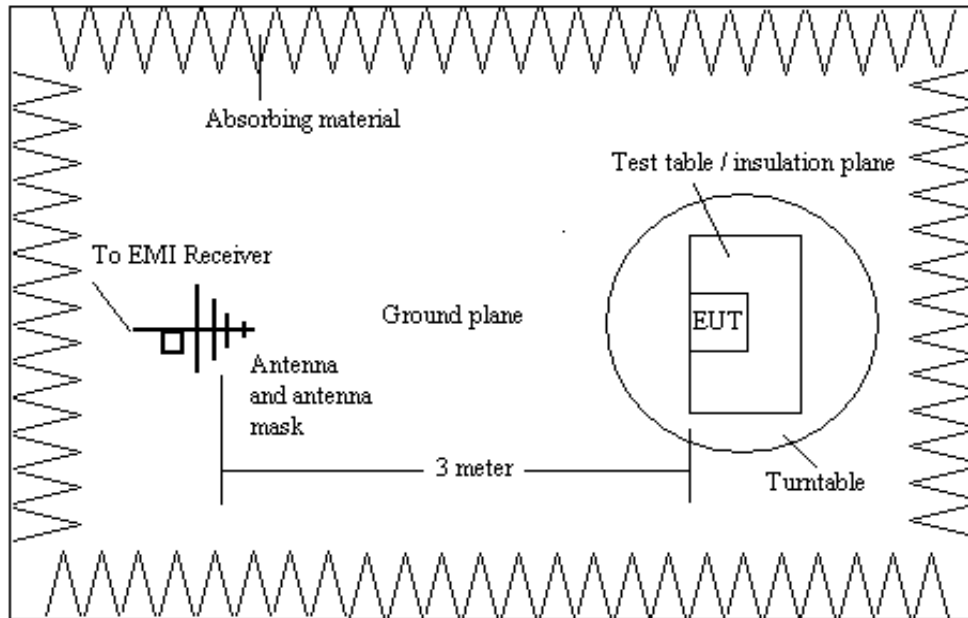 Absorbing material
Test table / insulation plane
To EMI Receiver
Ground plane
EUT
Antenna
and antenna
mask
3 meter
Turntable